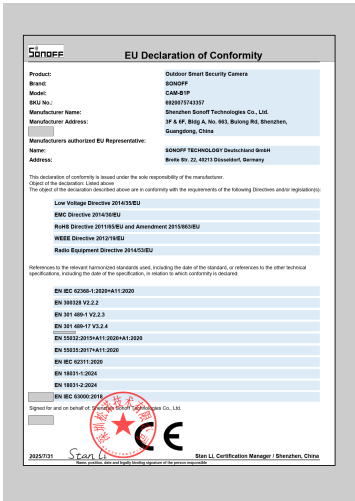 SONOFF
EU Declaration of Conformity
Product: Outdoor Smart Security Camera
Brand: SONOFF
Model: CAM-B1P
SKU No.: 6920075743357
Manufacturer Name: Shenzhen Sonoff Technologies Co., Ltd.
Manufacturer Address: 3F & 6F, Bldg A, No. 663, Bulong Rd, Shenzhen,
Guangdong, China
Manufacturers authorized EU Representative:
Name: SONOFF TECHNOLOGY Deutschland GmbH
Address: Breite Str. 22, 40213 Düsseldorf, Germany
This declaration of conformity is issued under the sole responsibility of the manufacturer.
Object of the declaration: Listed above
The object of the declaration described above are in conformity with the requirements of the following Directives and/or legislation(s):
Low Voltage Directive 2014/35/EU
EMC Directive 2014/30/EU
RoHS Directive 2011/65/EU and Amendment 2015/863/EU
WEEE Directive 2012/19/EU
Radio Equipment Directive 2014/53/EU
References to the relevant harmonized standards used, including the date of the standard, or references to the other technical
specifications, including the date of the specification, in relation to which conformity is declared:
EN IEC 62368-1:2020+A11:2020
EN 300328 V2.2.2
EN 301 489-1 V2.2.3
EN 301 489-17 V3.2.4
EN 55032:2015+A11:2020+A1:2020
EN 55035:2017+A11:2020
EN IEC 62311:2020
EN 18031-1:2024
EN 18031-2:2024
EN IEC 63000:2018
Signed for and on behalf of: Shenzhen Sonoff Technologies Co., Ltd.
深圳松诺技术有限公司
CE
2025/7/31 Stan Li Stan Li, Certification Manager / Shenzhen, China
Name, position, date and legally binding signature of the person responsible